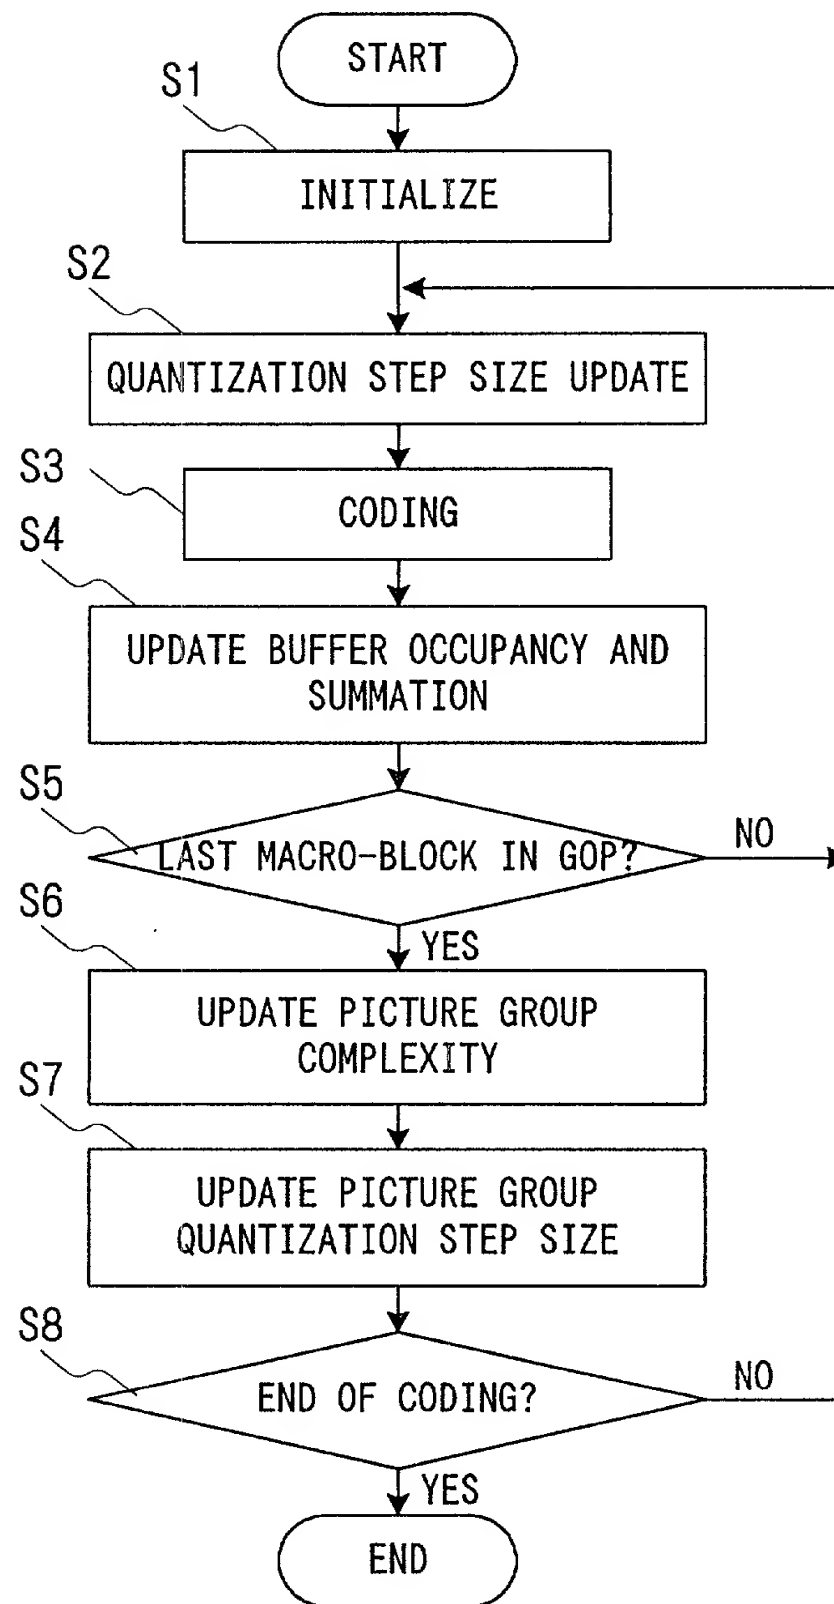 START
S1
INITIALIZE
S2
QUANTIZATION STEP SIZE UPDATE
S3
CODING
S4
UPDATE BUFFER OCCUPANCY AND
SUMMATION
S5
LAST MACRO-BLOCK IN GOP?
NO
YES
S6
UPDATE PICTURE GROUP
COMPLEXITY
S7
UPDATE PICTURE GROUP
QUANTIZATION STEP SIZE
S8
END OF CODING?
NO
YES
END